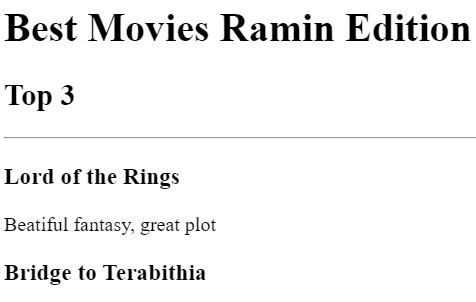 Best Movies Ramin Edition
Top 3
Lord of the Rings
Beatiful fantasy, great plot
Bridge to Terabithia